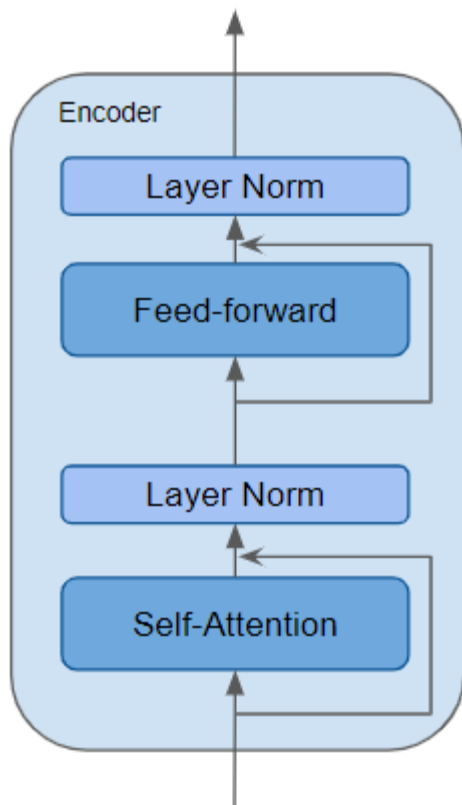 Encoder
Layer Norm
Feed-forward
Layer Norm
Self-Attention